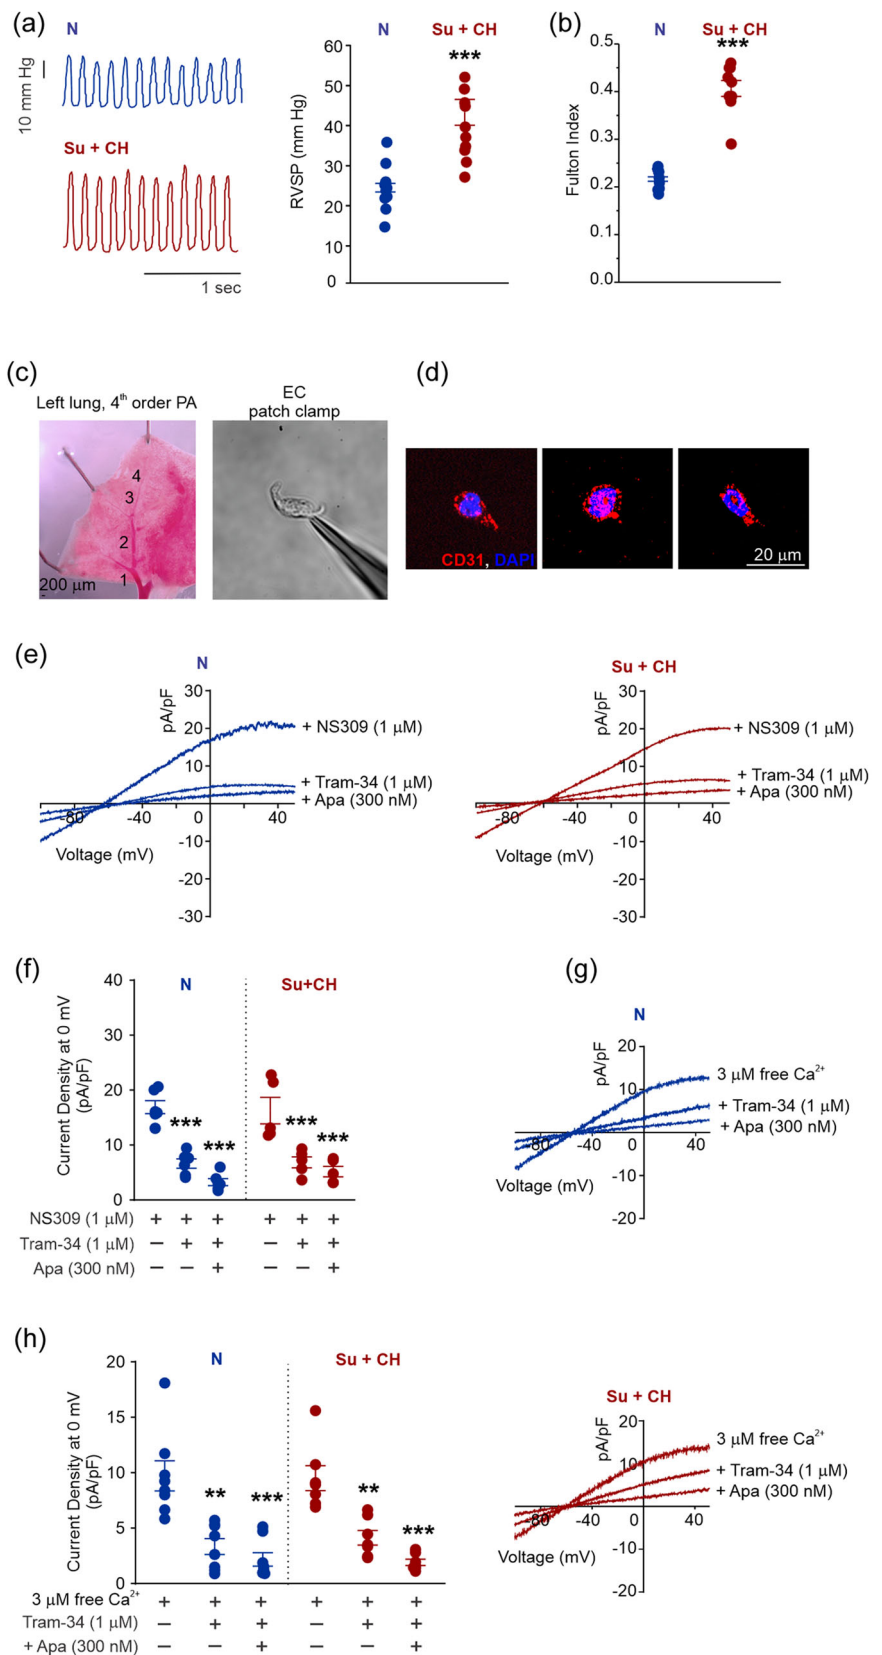 (a)
N
10 mm Hg
Su + CH
1 sec
N Su + CH
***
RVSP (mm Hg)
60
50
40
30
20
10
0
(b)
N Su + CH
***
Fulton Index
0.5
0.4
0.3
0.2
0.1
0.0
(c)
Left lung, 4th order PA
4
3
2
1
200 µm
EC
patch clamp
(d)
CD31, DAPI
20 µm
(e)
N
pA/pF
30
20
10
-80 -40 0 40
-10
-20
-30
Voltage (mV)
+ NS309 (1 µM)
+ Tram-34 (1 µM)
+ Apa (300 nM)
Su + CH
pA/pF
30
20
10
-80 -40 0 40
-10
-20
-30
Voltage (mV)
+ NS309 (1 µM)
+ Tram-34 (1 µM)
+ Apa (300 nM)
(f)
N Su+CH
Current Density at 0 mV
(pA/pF)
40
30
20
10
0
*** *** *** ***
NS309 (1 µM) + + + + + +
Tram-34 (1 µM) – + + – + +
Apa (300 nM) – – + – – +
(g)
N
pA/pF
20
10
-80 -40 0 40
-10
-20
Voltage (mV)
3 µM free Ca2+
+ Tram-34 (1 µM)
+ Apa (300 nM)
(h)
N Su + CH
Current Density at 0 mV
(pA/pF)
20
15
10
5
0
** *** ** ***
3 µM free Ca2+ + + + + + +
Tram-34 (1 µM) – + + – + +
+ Apa (300 nM) – – + – – +
Su + CH
pA/pF
20
10
-80 -40 0 40
-10
-20
Voltage (mV)
3 µM free Ca2+
+ Tram-34 (1 µM)
+ Apa (300 nM)